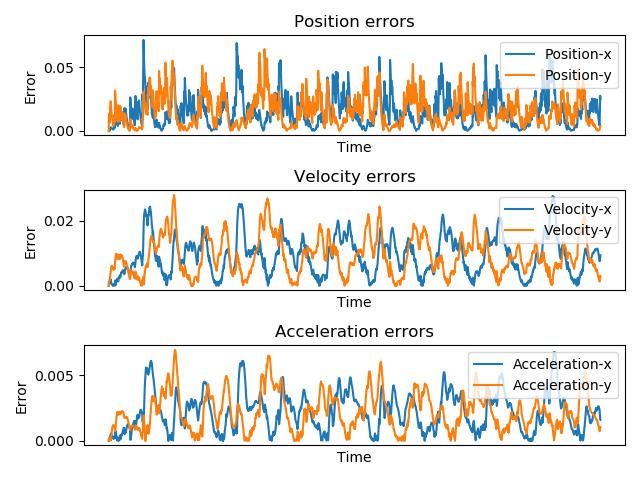 Position errors
0.05
0.00
Error
Position-x
Position-y
Time
Velocity errors
0.02
0.00
Error
Velocity-x
Velocity-y
Time
Acceleration errors
0.005
0.000
Error
Acceleration-x
Acceleration-y
Time